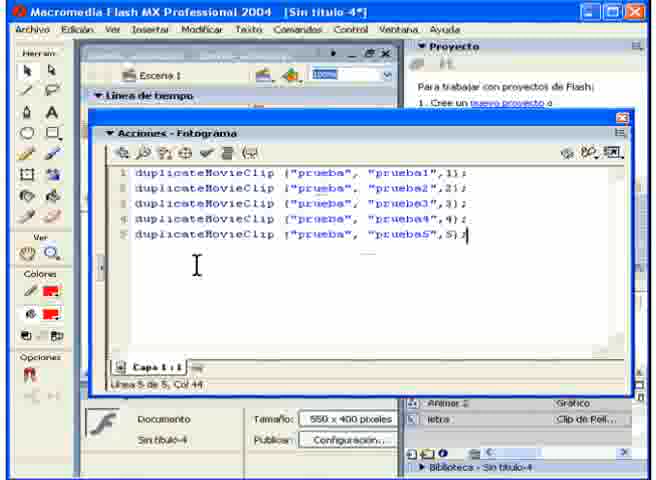 Macromedia Flash MX Professional 2004 - [Sin título-4*]
Archivo Edición Ver Insertar Modificar Texto Comandos Control Ventana Ayuda
Herram
Proyecto
Escena 1
100%
Para trabajar con proyectos de Flash:
Línea de tiempo
1. Cree un nuevo proyecto o
Acciones - Fotograma
1 duplicateMovieClip ("prueba", "prueba1",1);
2 duplicateMovieClip ("prueba", "prueba2",2);
3 duplicateMovieClip ("prueba", "prueba3",3);
4 duplicateMovieClip ("prueba", "prueba4",4);
5 duplicateMovieClip ("prueba", "prueba5",5);
Ver
Colores
Opciones
Capa 1 : 1
Línea 5 de 5, Col 44
Animar 2 Gráfico
letra Clip de Pelí...
Documento
Tamaño: 550 x 400 píxeles
Sin título-4
Publicar: Configuración...
Biblioteca - Sin título-4